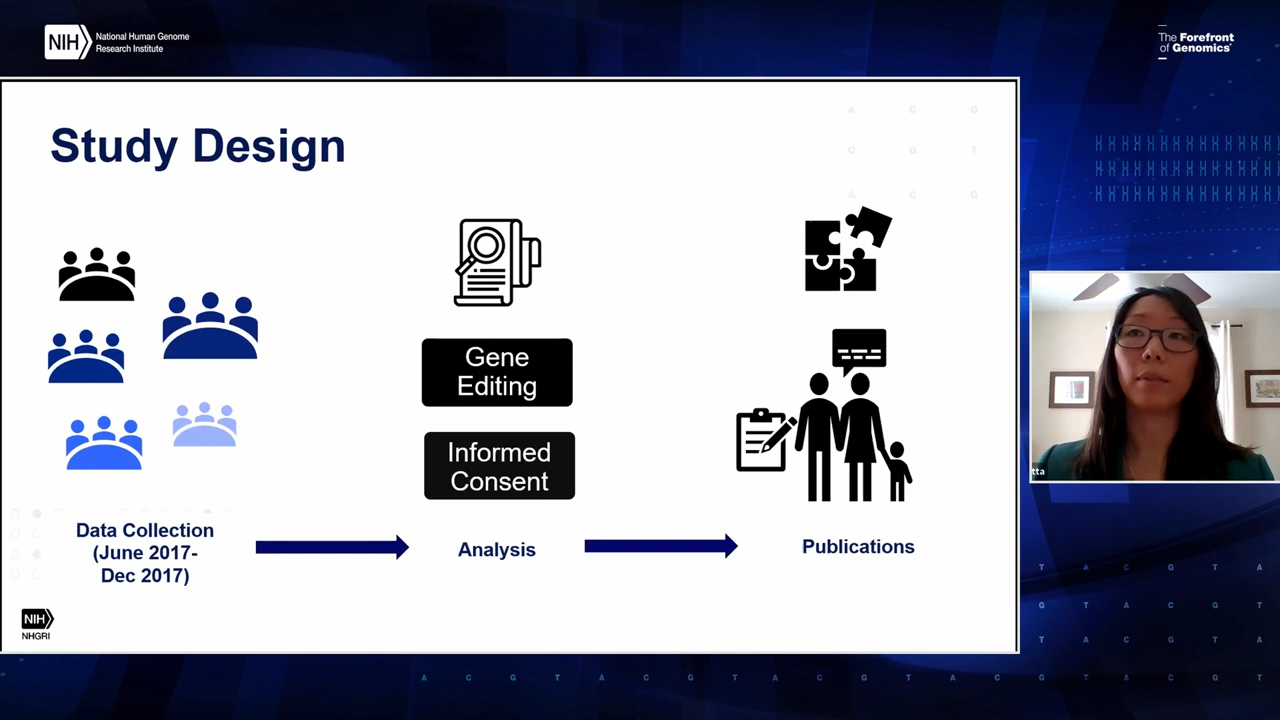 NIH
National Human Genome
Research Institute
The Forefront
of Genomics
A C G
Study Design
C G T
A C G
Gene
Editing
Informed
Consent
Data Collection
(June 2017-
Dec 2017)
Analysis
Publications
tta
NIH
NHGRI
T A C G T A
G T A C G T
T A C G T A
A C G T A C G T A C G T A C G T A C G T